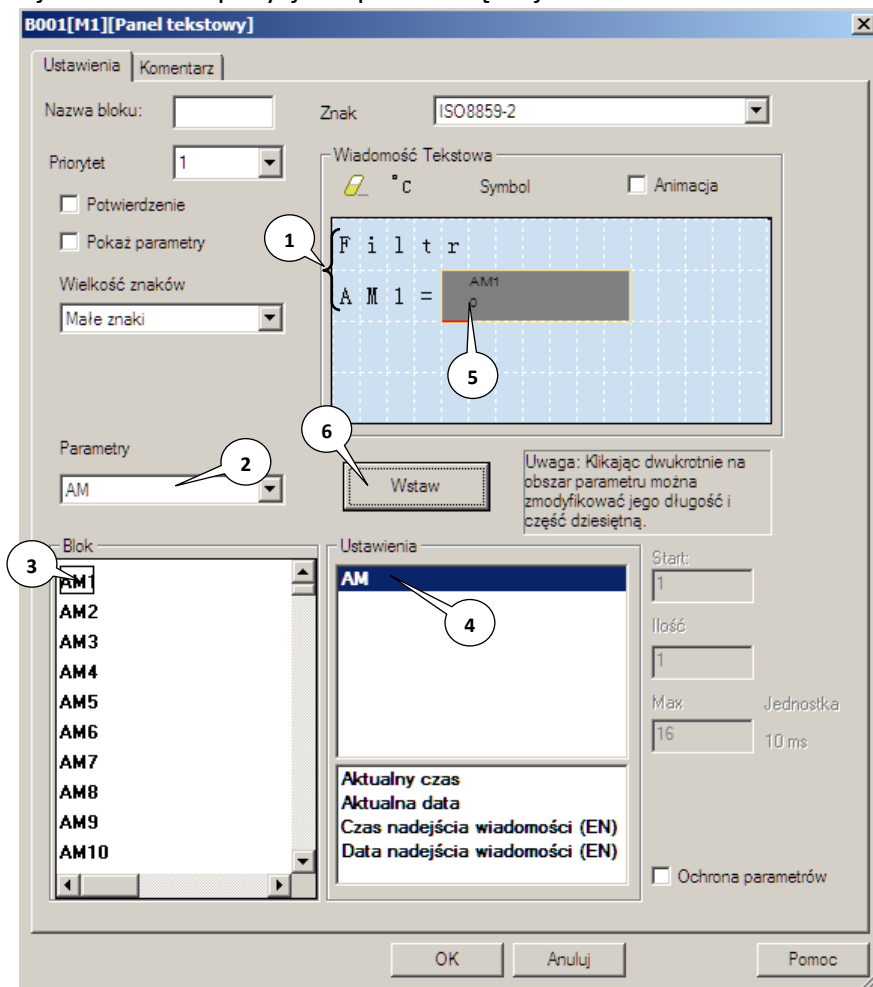 B001[M1][Panel tekstowy]
Ustawienia Komentarz
Nazwa bloku: Znak ISO8859-2
Priorytet 1
Wiadomość Tekstowa
°C Symbol Animacja
Potwierdzenie
Pokaż parametry
1
F i l t r
Wielkość znaków
Małe znaki
A M 1 =
AM1
0
5
6
Parametry
2
AM
Wstaw
Uwaga: Klikając dwukrotnie na
obszar parametru można
zmodyfikować jego długość i
część dziesiętną.
Blok
3
AM1
AM2
AM3
AM4
AM5
AM6
AM7
AM8
AM9
AM10
Ustawienia
AM
4
Aktualny czas
Aktualna data
Czas nadejścia wiadomości (EN)
Data nadejścia wiadomości (EN)
Start:
1
Ilość
1
Max Jednostka
16 10 ms
Ochrona parametrów
OK Anuluj Pomoc